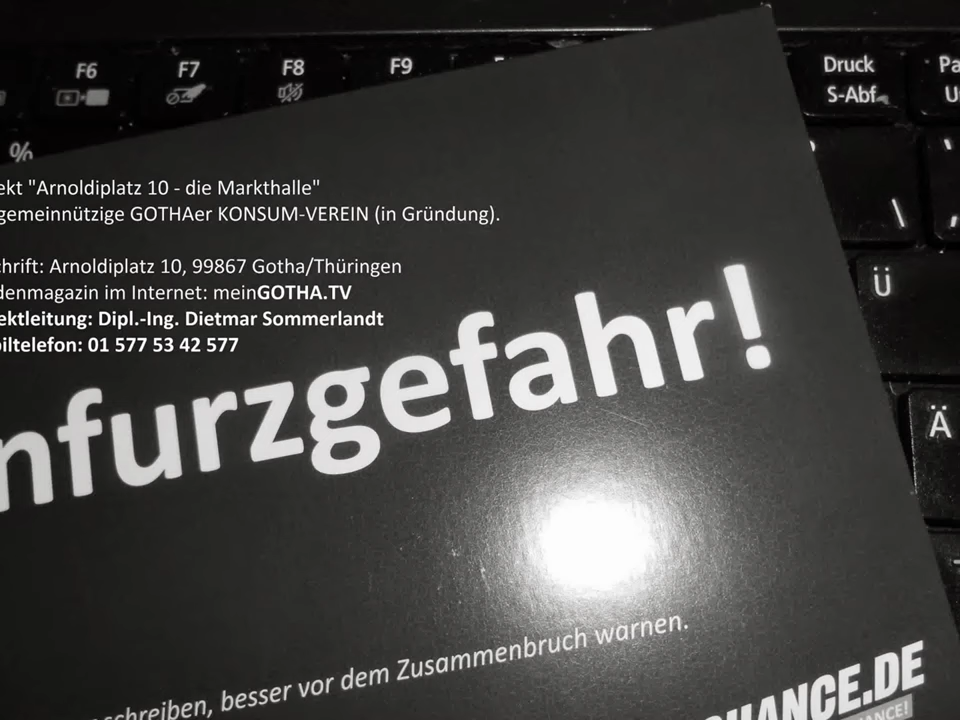 F6 F7 F8 F9 Druck
S-Abf
%
ekt "Arnoldiplatz 10 - die Markthalle"
gemeinnützige GOTHAer KONSUM-VEREIN (in Gründung).
\
hrift: Arnoldiplatz 10, 99867 Gotha/Thüringen
denmagazin im Internet: meinGOTHA.TV
ektleitung: Dipl.-Ing. Dietmar Sommerlandt
biltelefon: 01 577 53 42 577
Ü
nfurzgefahr!
Ä
schreiben, besser vor dem Zusammenbruch warnen.
HANCE.DE